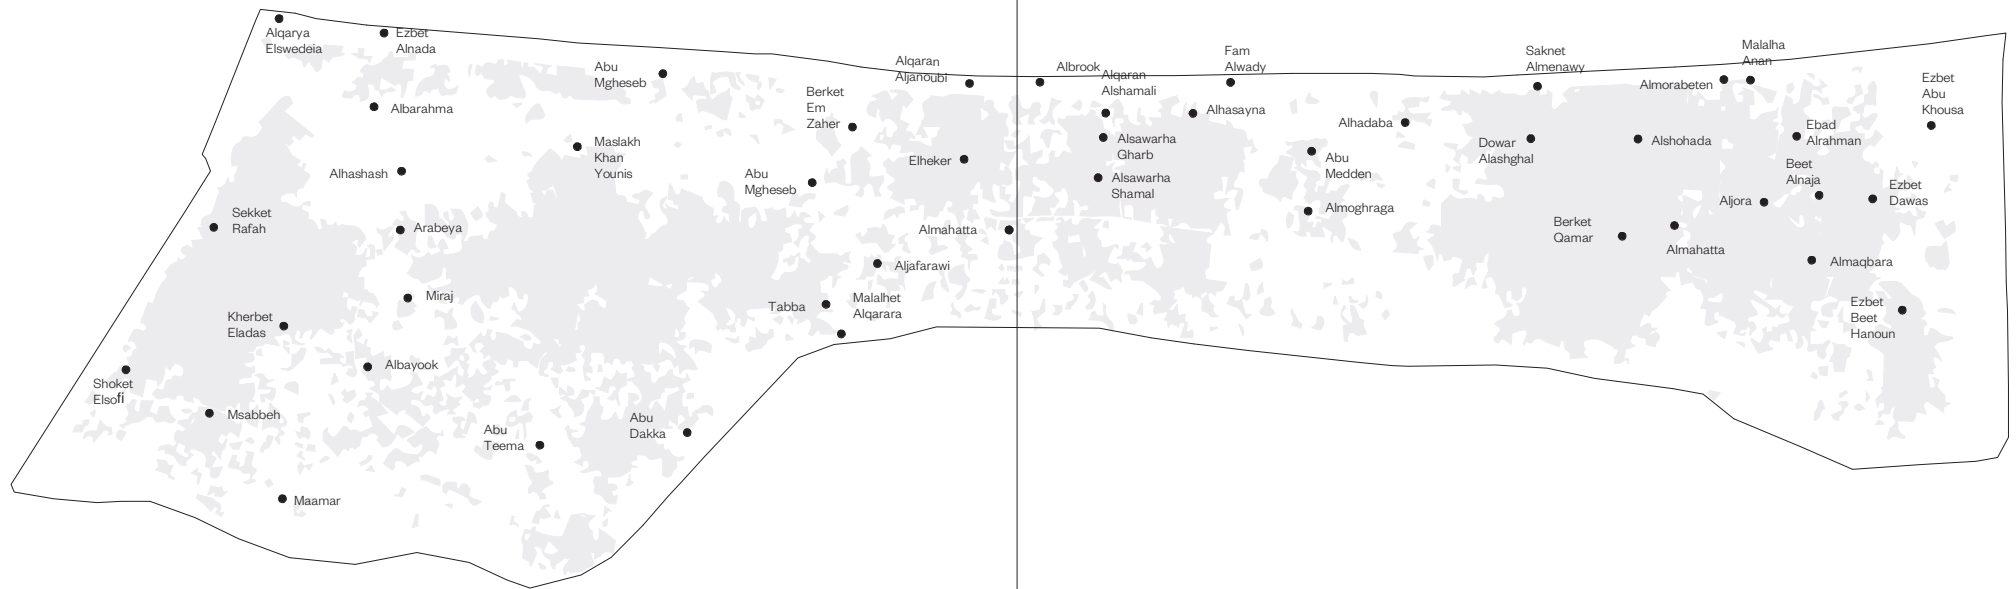 Alqarya
Elswedeia
Ezbet
Alnada
Abu
Mgheseb
Albarahma
Maslakh
Khan
Younis
Alhashash
Sekket
Rafah
Arabeya
Miraj
Kherbet
Eladas
Albayook
Shoket
Elsofi
Msabbeh
Abu
Teema
Abu
Dakka
Maamar
Alqaran
Aljanoubi
Berket
Em
Zaher
Elheker
Abu
Mgheseb
Almahatta
Aljafarawi
Tabba
Malalhet
Alqarara
Albrook
Alqaran
Alshamali
Fam
Alwady
Alhasayna
Alsawarha
Gharb
Alsawarha
Shamal
Alhadaba
Abu
Medden
Almoghraga
Saknet
Almenawy
Malalha
Anan
Almorabeten
Ezbet
Abu
Khousa
Dowar
Alashghal
Alshohada
Ebad
Alrahman
Beet
Alnaja
Ezbet
Dawas
Aljora
Berket
Qamar
Almahatta
Almaqbara
Ezbet
Beet
Hanoun